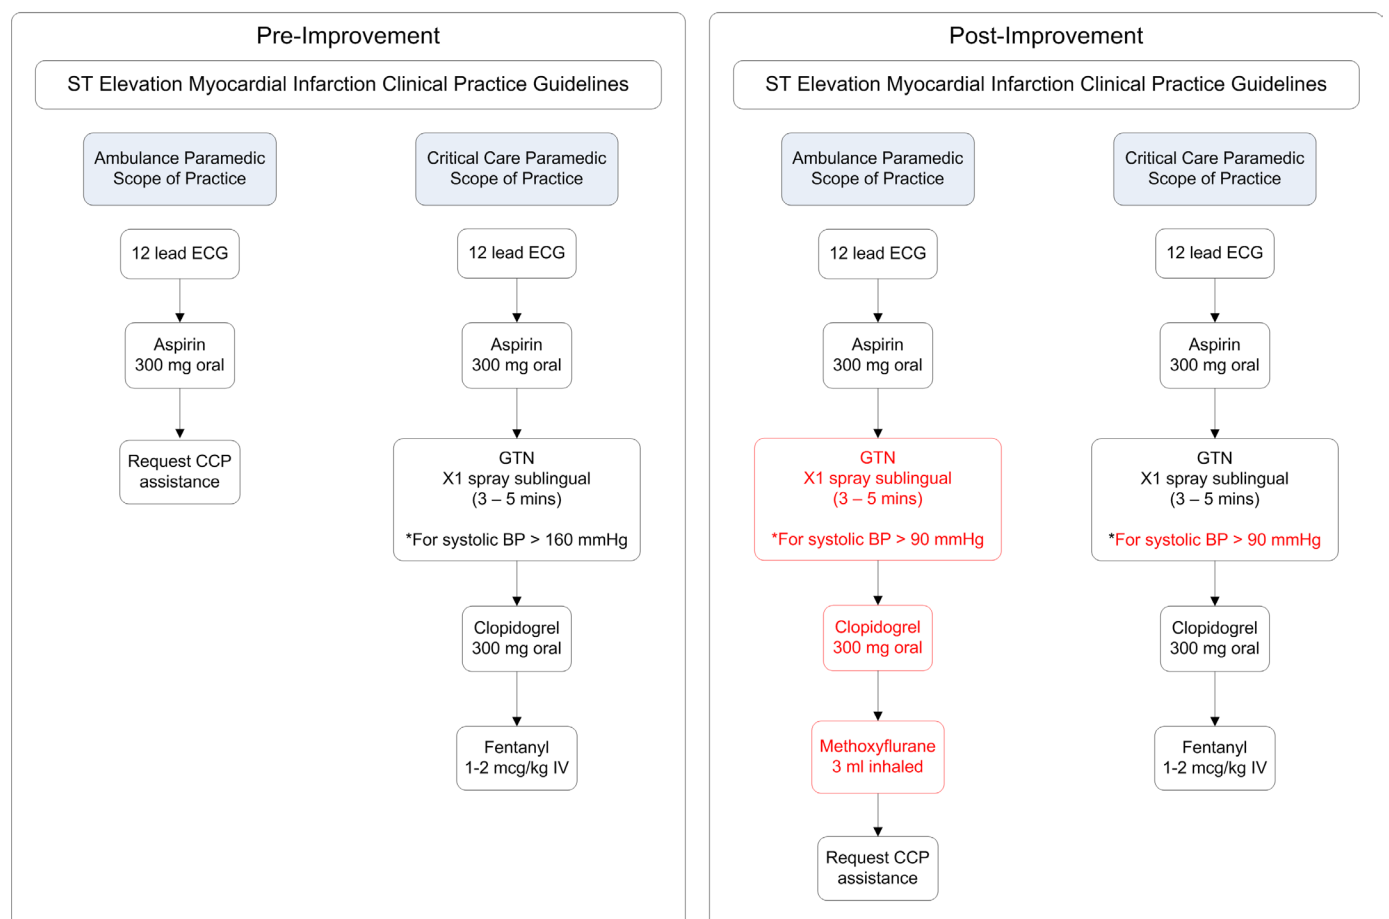 Pre-Improvement
ST Elevation Myocardial Infarction Clinical Practice Guidelines
Ambulance Paramedic
Scope of Practice
12 lead ECG
Aspirin
300 mg oral
Request CCP
assistance
Critical Care Paramedic
Scope of Practice
12 lead ECG
Aspirin
300 mg oral
GTN
X1 spray sublingual
(3 – 5 mins)
*For systolic BP > 160 mmHg
Clopidogrel
300 mg oral
Fentanyl
1-2 mcg/kg IV
Post-Improvement
ST Elevation Myocardial Infarction Clinical Practice Guidelines
Ambulance Paramedic
Scope of Practice
12 lead ECG
Aspirin
300 mg oral
GTN
X1 spray sublingual
(3 – 5 mins)
*For systolic BP > 90 mmHg
Clopidogrel
300 mg oral
Methoxyflurane
3 ml inhaled
Request CCP
assistance
Critical Care Paramedic
Scope of Practice
12 lead ECG
Aspirin
300 mg oral
GTN
X1 spray sublingual
(3 – 5 mins)
*For systolic BP > 90 mmHg
Clopidogrel
300 mg oral
Fentanyl
1-2 mcg/kg IV